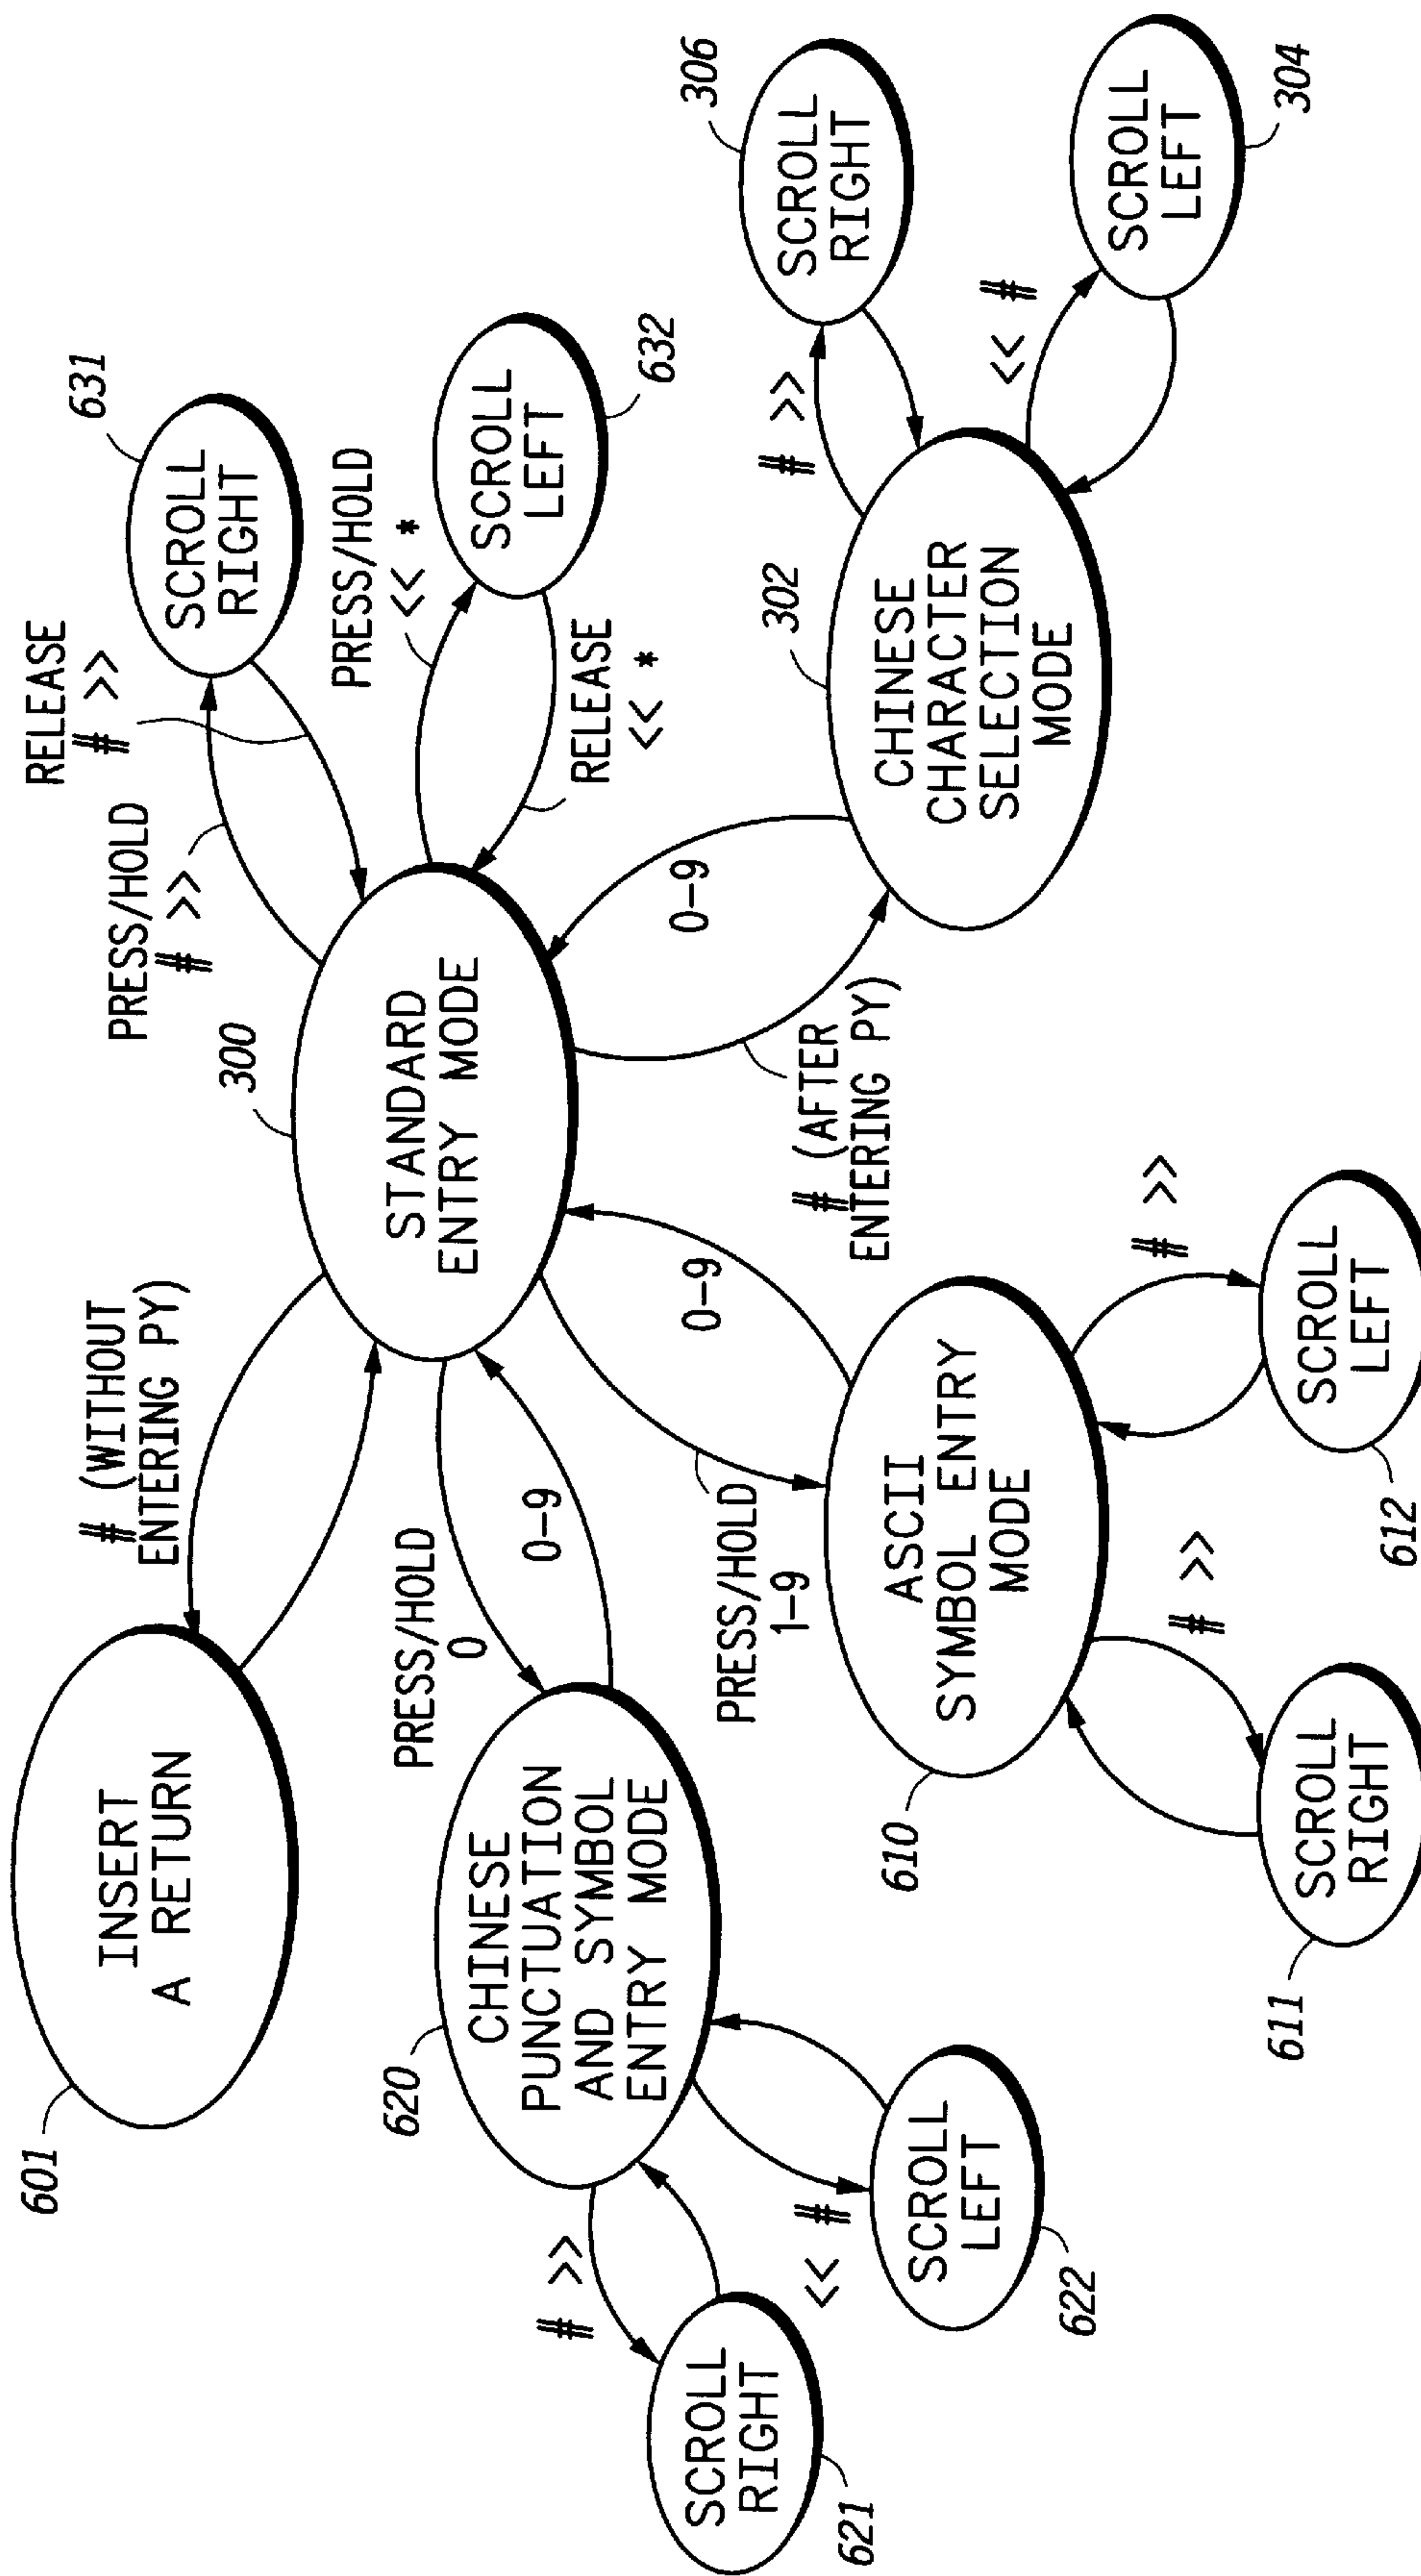 601
INSERT
A RETURN
# (WITHOUT
ENTERING PY)
300
STANDARD
ENTRY MODE
PRESS/HOLD
# >>
RELEASE
# >>
631
SCROLL
RIGHT
PRESS/HOLD
<< *
RELEASE
<< *
632
SCROLL
LEFT
620
CHINESE
PUNCTUATION
AND SYMBOL
ENTRY MODE
PRESS/HOLD
0
0-9
# >>
621
SCROLL
RIGHT
<< #
622
SCROLL
LEFT
PRESS/HOLD
1-9
0-9
610
ASCII
SYMBOL ENTRY
MODE
# >>
611
SCROLL
RIGHT
# >>
612
SCROLL
LEFT
# (AFTER
ENTERING PY)
0-9
302
CHINESE
CHARACTER
SELECTION
MODE
# >>
306
SCROLL
RIGHT
<< #
304
SCROLL
LEFT